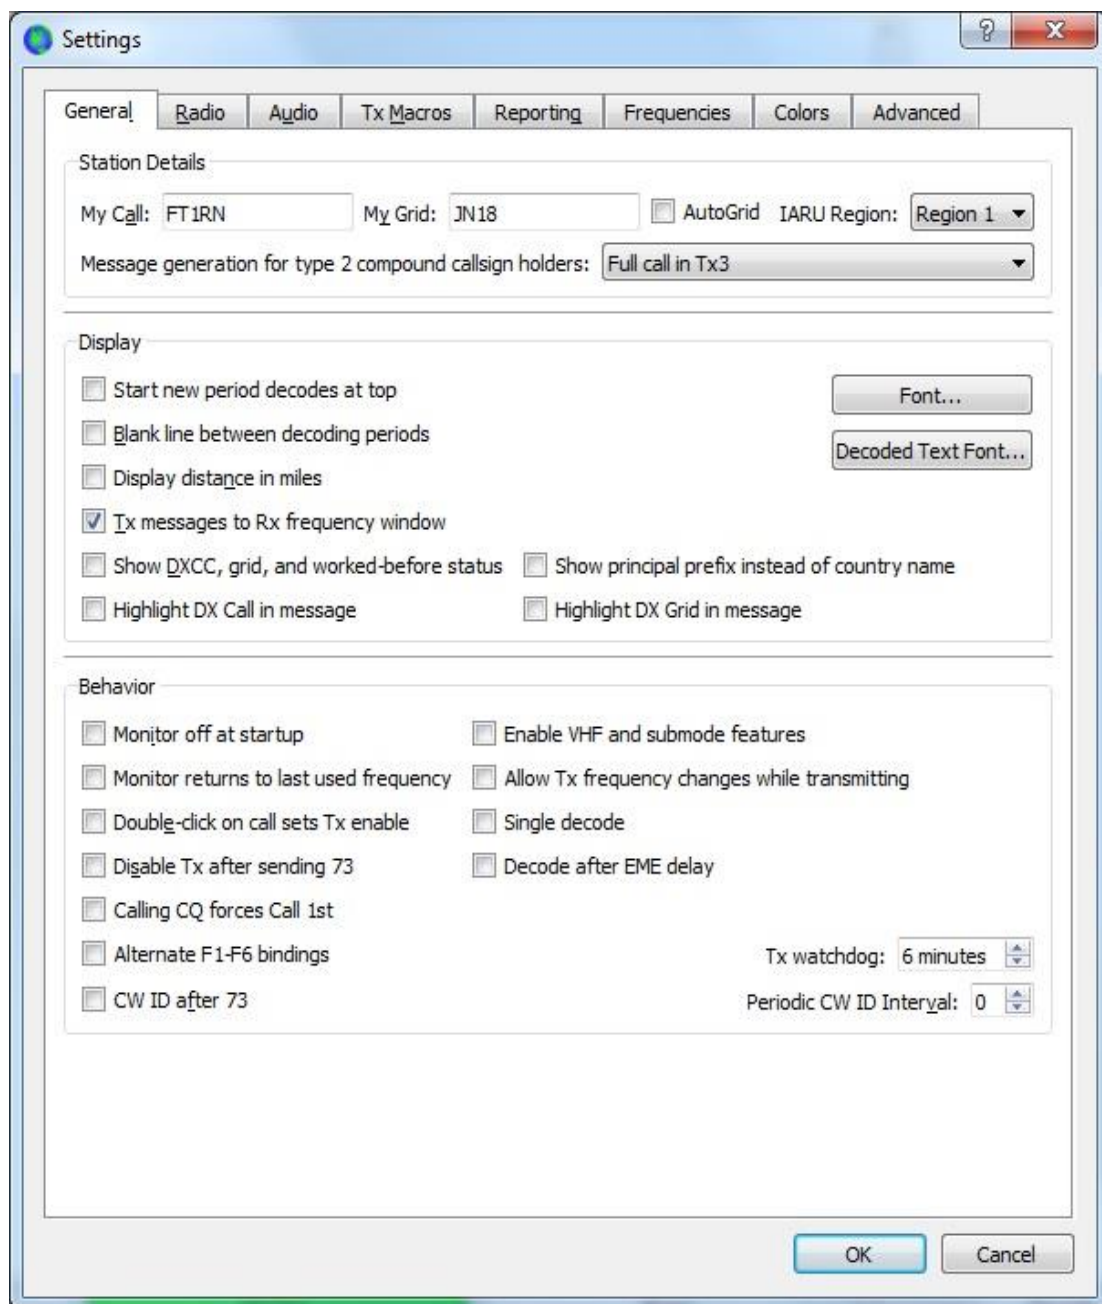 Settings
General Radio Audio Tx Macros Reporting Frequencies Colors Advanced
Station Details
My Call: FT1RN My Grid: JN18 AutoGrid IARU Region: Region 1
Message generation for type 2 compound callsign holders: Full call in Tx3
Display
Start new period decodes at top
Font...
Blank line between decoding periods
Decoded Text Font...
Display distance in miles
Tx messages to Rx frequency window
Show DXCC, grid, and worked-before status Show principal prefix instead of country name
Highlight DX Call in message Highlight DX Grid in message
Behavior
Monitor off at startup Enable VHF and submode features
Monitor returns to last used frequency Allow Tx frequency changes while transmitting
Double-click on call sets Tx enable Single decode
Disable Tx after sending 73 Decode after EME delay
Calling CQ forces Call 1st
Alternate F1-F6 bindings Tx watchdog: 6 minutes
CW ID after 73 Periodic CW ID Interval: 0
OK Cancel